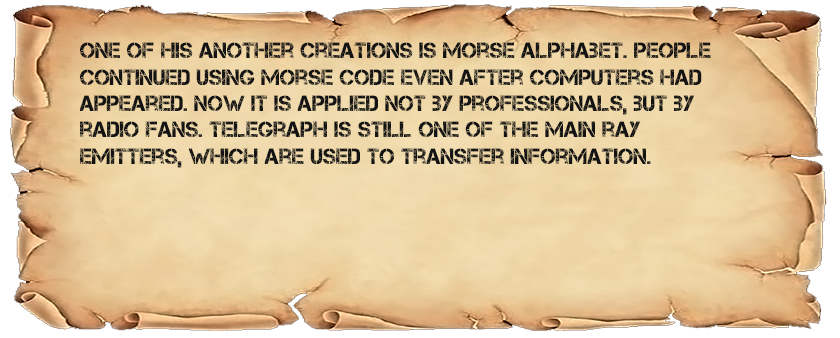 ONE OF HIS ANOTHER CREATIONS IS MORSE ALPHABET. PEOPLE
CONTINUED USING MORSE CODE EVEN AFTER COMPUTERS HAD
APPEARED. NOW IT IS APPLIED NOT BY PROFESSIONALS, BUT BY
RADIO FANS. TELEGRAPH IS STILL ONE OF THE MAIN RAY
EMITTERS, WHICH ARE USED TO TRANSFER INFORMATION.